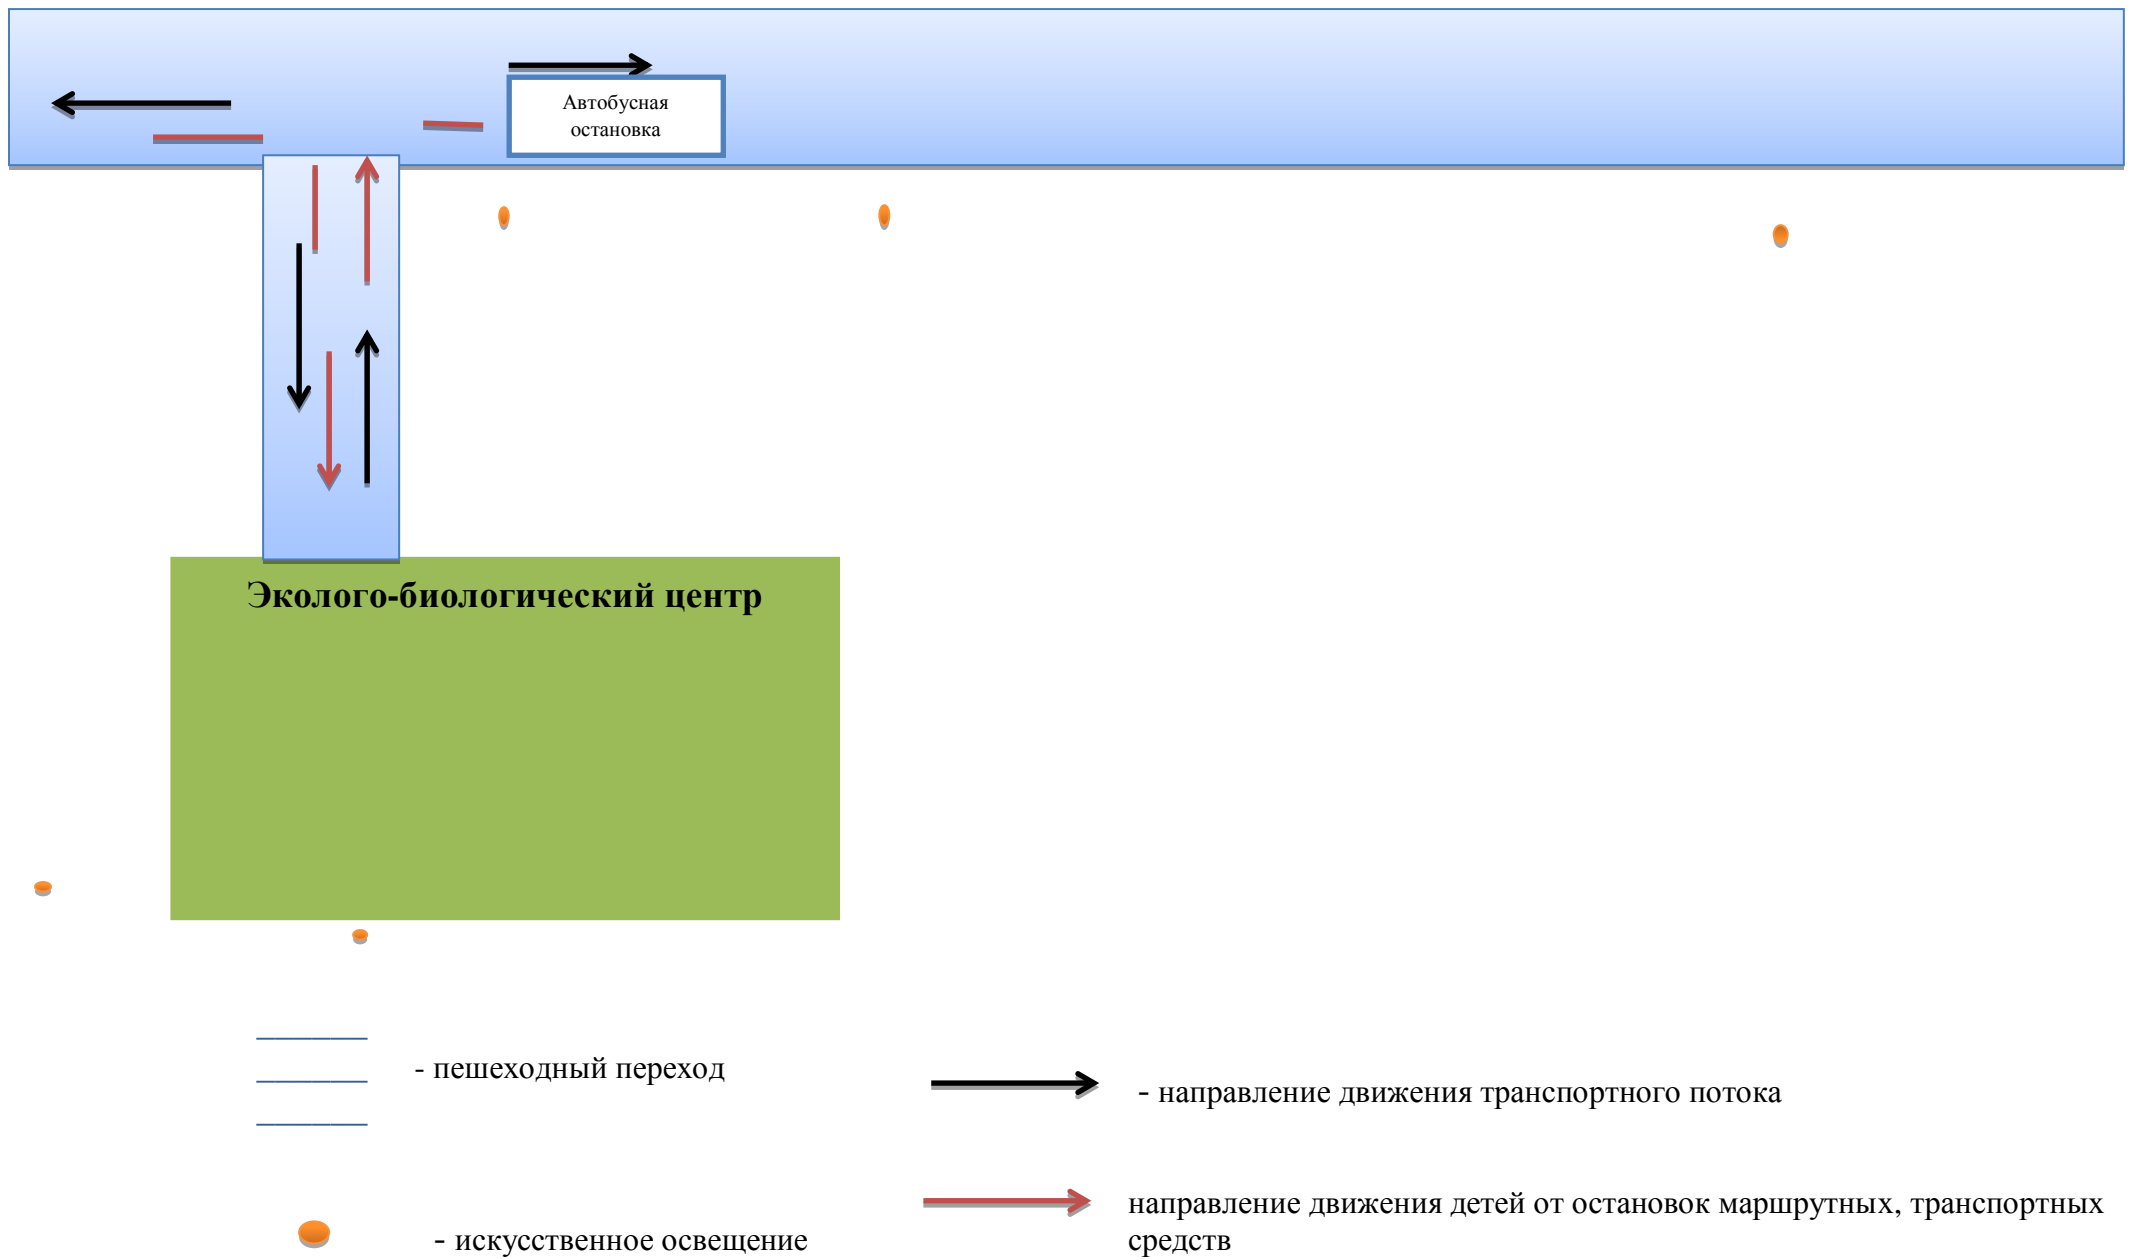 Автобусная
остановка
Эколого-биологический центр
- пешеходный переход
- направление движения транспортного потока
направление движения детей от остановок маршрутных, транспортных
средств
- искусственное освещение